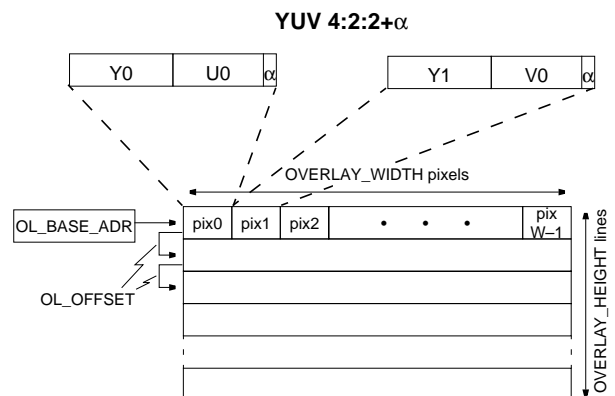 YUV 4:2:2+α
Y0 U0 α
Y1 V0 α
OVERLAY_WIDTH pixels
OL_BASE_ADR
pix0 pix1 pix2 • • • pix W–1
OL_OFFSET
OVERLAY_HEIGHT lines